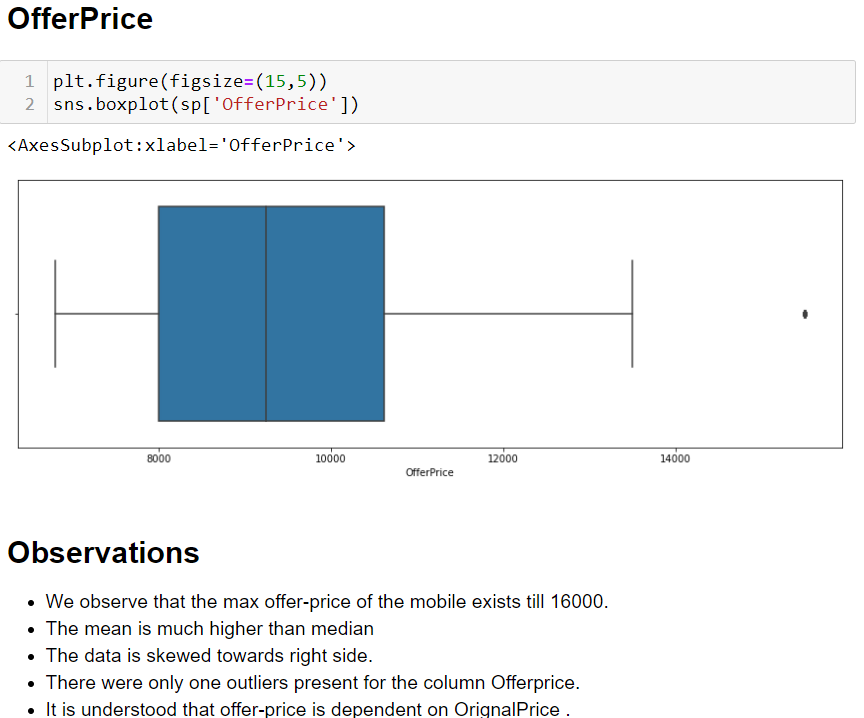 OfferPrice
1 plt.figure(figsize=(15,5))
2 sns.boxplot(sp['OfferPrice'])
<AxesSubplot:xlabel='OfferPrice'>
8000 10000 12000 14000
OfferPrice
Observations
• We observe that the max offer-price of the mobile exists till 16000.
• The mean is much higher than median
• The data is skewed towards right side.
• There were only one outliers present for the column Offerprice.
• It is understood that offer-price is dependent on OrignalPrice .